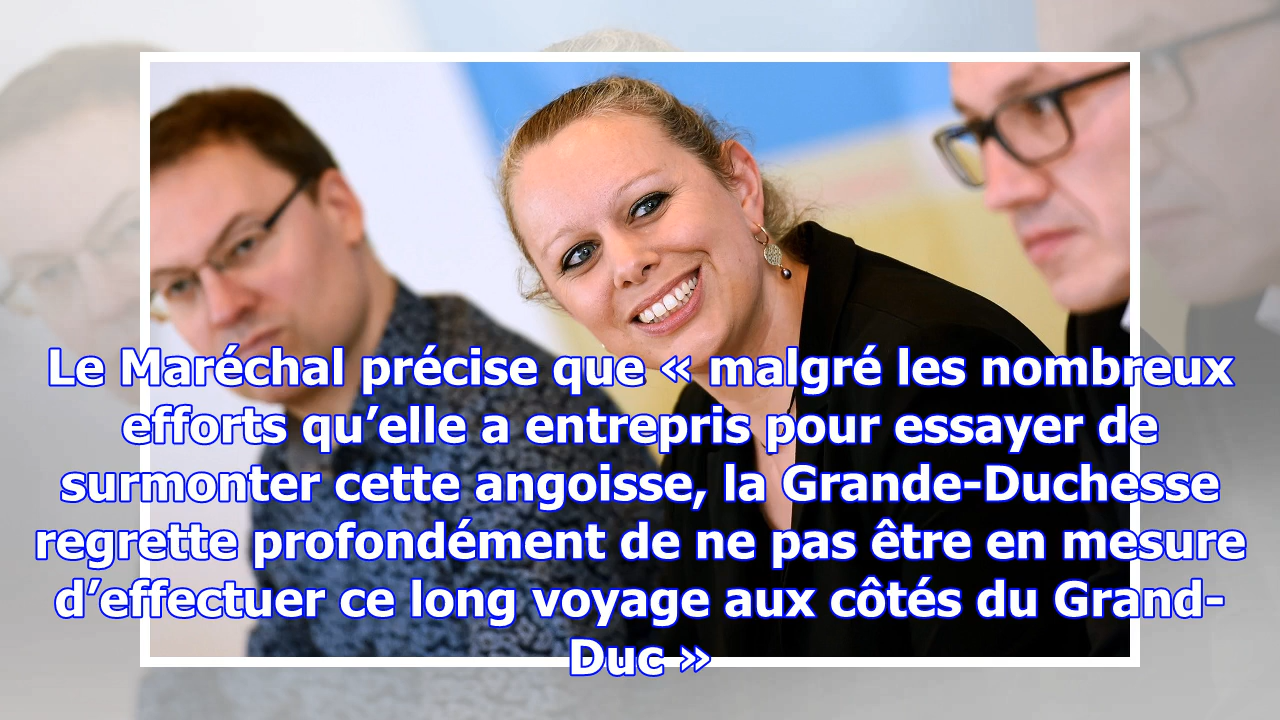 Le Maréchal précise que « malgré les nombreux
efforts qu’elle a entrepris pour essayer de
surmonter cette angoisse, la Grande-Duchesse
regrette profondément de ne pas être en mesure
d’effectuer ce long voyage aux côtés du Grand-
Duc »